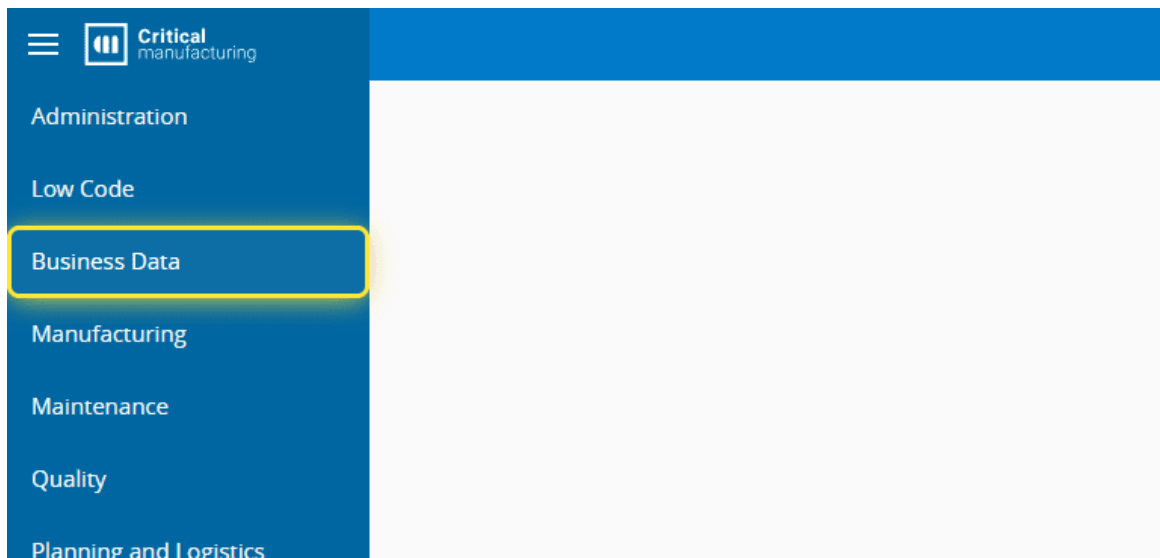 Critical
manufacturing
Administration
Low Code
Business Data
Manufacturing
Maintenance
Quality
Planning and Logistics